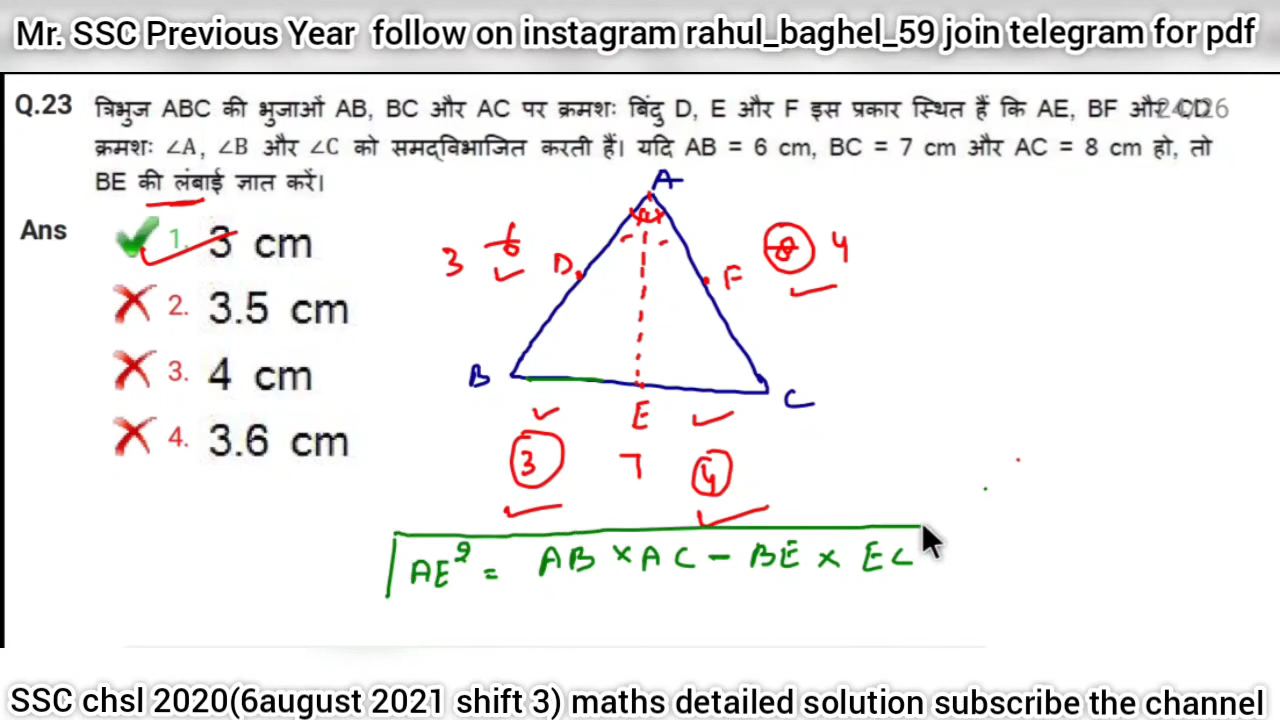 Mr. SSC Previous Year follow on instagram rahul_baghel_59 join telegram for pdf
Q.23 त्रिभुज ABC की भुजाओं AB, BC और AC पर क्रमशः बिंदु D, E और F इस प्रकार स्थित हैं कि AE, BF और CD
क्रमशः ∠A, ∠B और ∠C को समद्विभाजित करती हैं। यदि AB = 6 cm, BC = 7 cm और AC = 8 cm हो, तो
BE की लंबाई ज्ञात करें।
A
Ans
1. 3 cm
3 6 D F 8 4
2. 3.5 cm
3. 4 cm
B E C
4. 3.6 cm
3 7 4
AE² = AB × AC − BE × EC
SSC chsl 2020(6august 2021 shift 3) maths detailed solution subscribe the channel